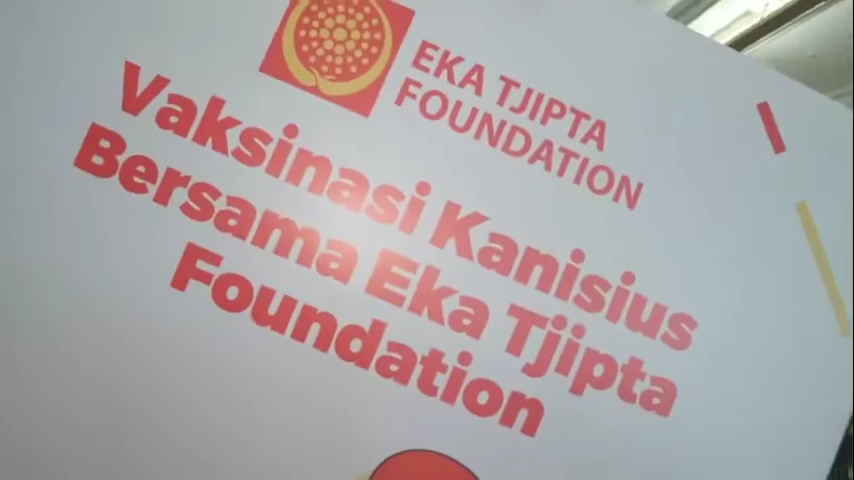 EKA TJIPTA
FOUNDATION
Vaksinasi Kanisius
Bersama Eka Tjipta
Foundation